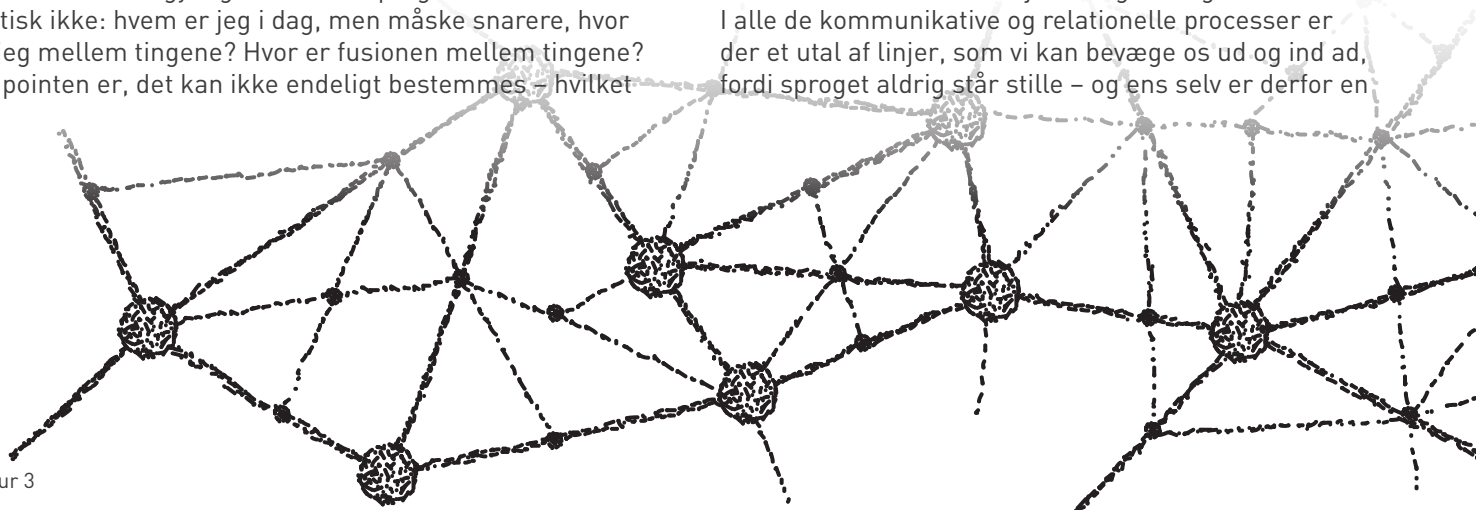 tisk ikke: hvem er jeg i dag, men måske snarere, hvor
eg mellem tingene? Hvor er fusionen mellem tingene?
pointen er, det kan ikke endeligt bestemmes – hvilket
I alle de kommunikative og relationelle processer er
der et utal af linjer, som vi kan bevæge os ud og ind ad,
fordi sproget aldrig står stille – og ens selv er derfor en
ur 3